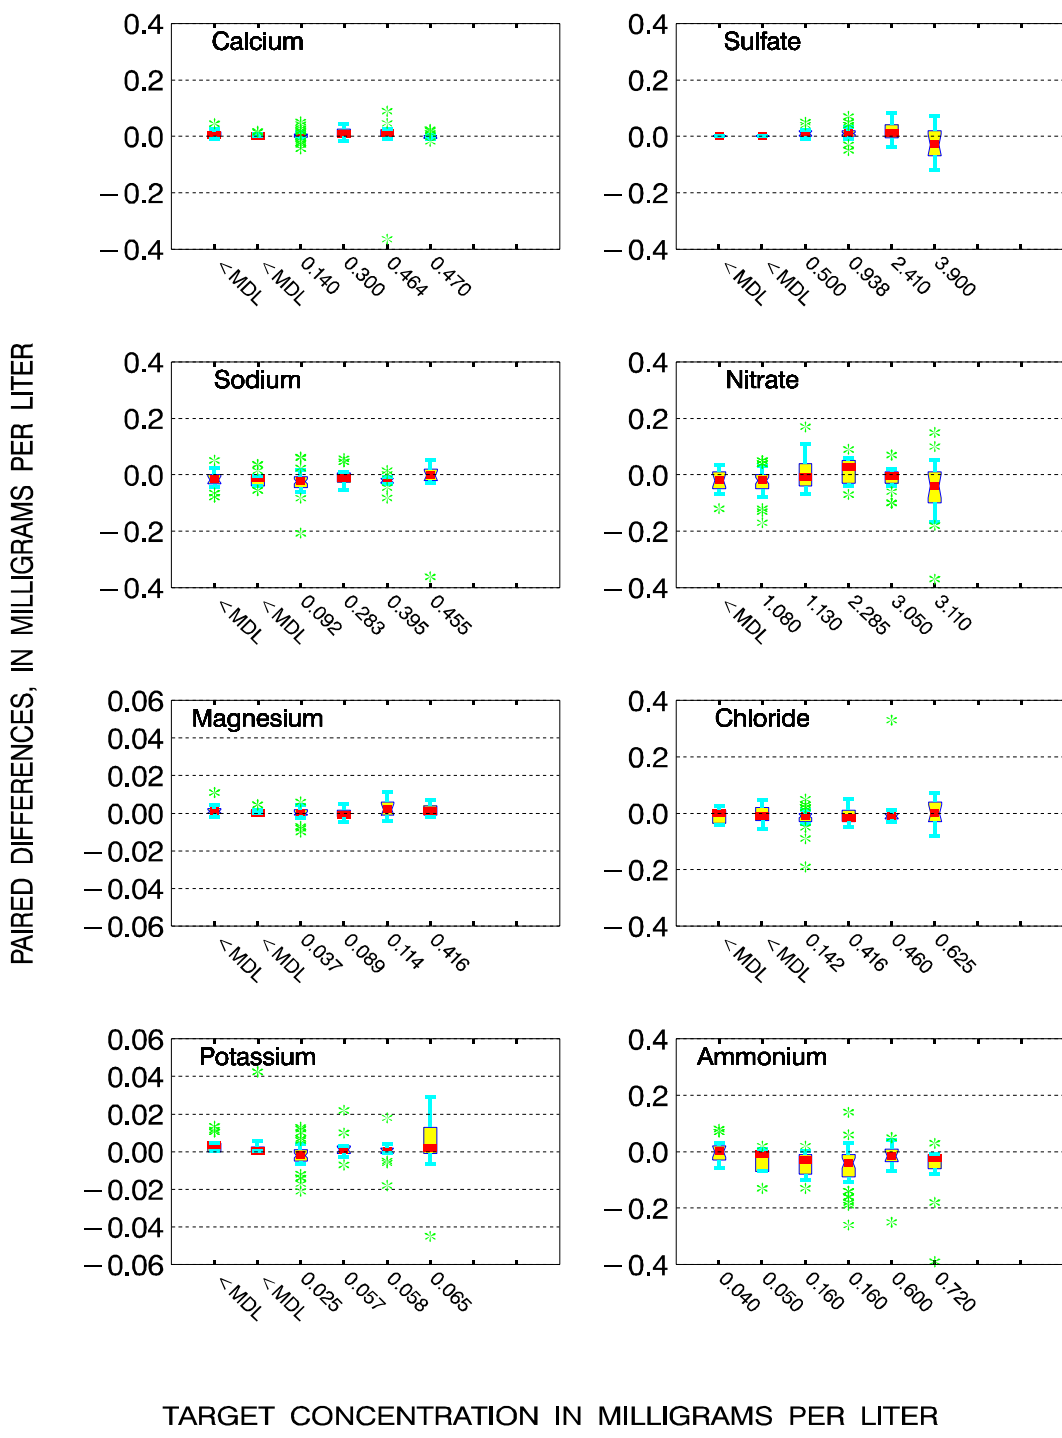 PAIRED DIFFERENCES, IN MILLIGRAMS PER LITER
Calcium
0.4
0.2
0.0
−0.2
−0.4
<MDL <MDL 0.140 0.300 0.464 0.470
Sulfate
0.4
0.2
0.0
−0.2
−0.4
<MDL <MDL 0.500 0.938 2.410 3.900
Sodium
0.4
0.2
0.0
−0.2
−0.4
<MDL <MDL 0.092 0.283 0.395 0.455
Nitrate
0.4
0.2
0.0
−0.2
−0.4
<MDL 1.080 1.130 2.285 3.050 3.110
Magnesium
0.06
0.04
0.02
0.00
−0.02
−0.04
−0.06
<MDL <MDL 0.037 0.089 0.114 0.416
Chloride
0.4
0.2
0.0
−0.2
−0.4
<MDL <MDL 0.142 0.416 0.460 0.625
Potassium
0.06
0.04
0.02
0.00
−0.02
−0.04
−0.06
<MDL <MDL 0.025 0.057 0.058 0.065
Ammonium
0.4
0.2
0.0
−0.2
−0.4
0.040 0.050 0.160 0.160 0.600 0.720
TARGET CONCENTRATION IN MILLIGRAMS PER LITER